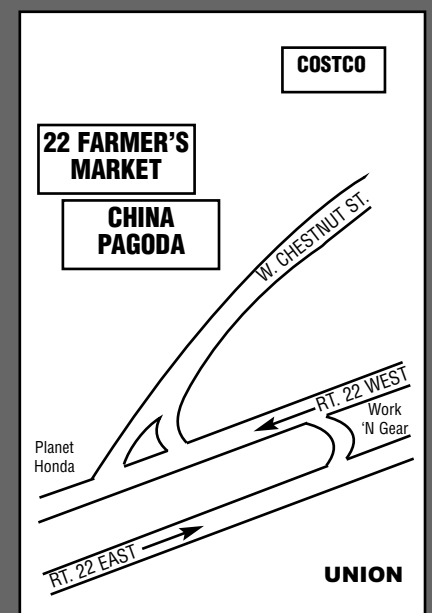 COSTCO
22 FARMER'S
MARKET
CHINA
PAGODA
W. CHESTNUT ST.
RT. 22 WEST
Work
'N Gear
Planet
Honda
RT. 22 EAST
UNION